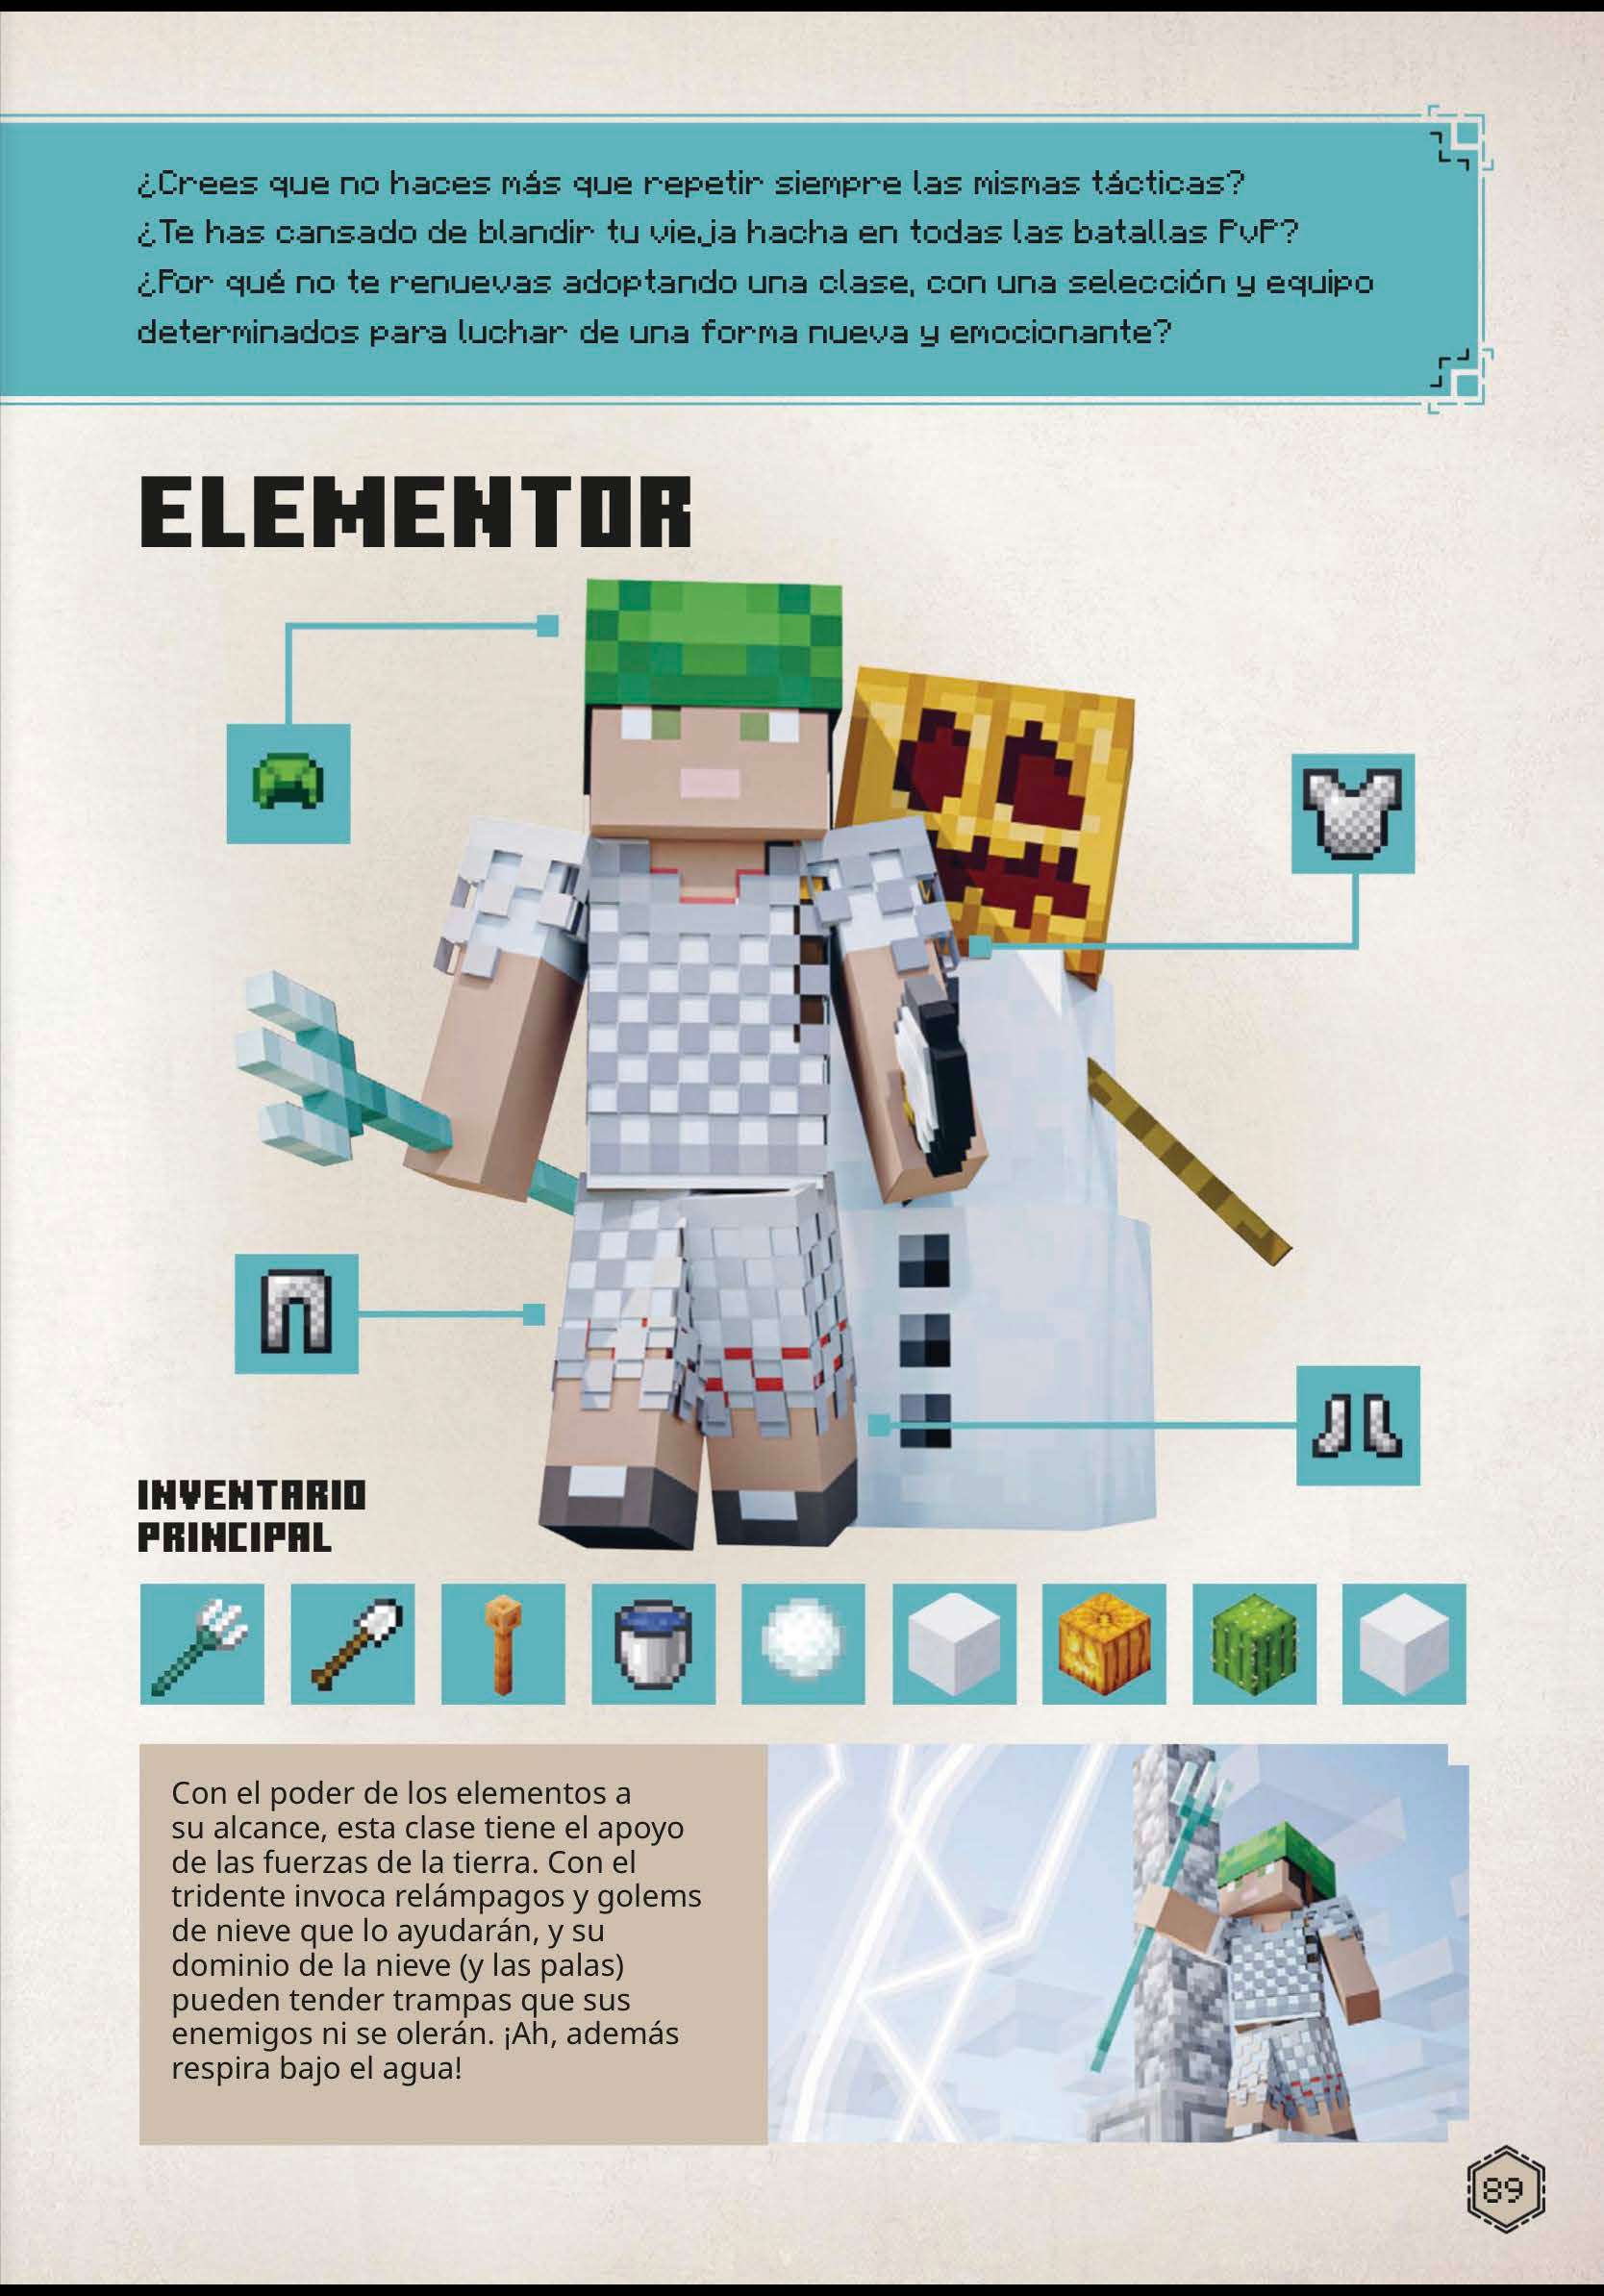 ¿Crees que no haces más que repetir siempre las mismas tácticas?
¿Te has cansado de blandir tu vieja hacha en todas las batallas PvP?
¿Por qué no te renuevas adoptando una clase, con una selección y equipo
determinados para luchar de una forma nueva y emocionante?
ELEMENTOR
INVENTARIO
PRINCIPAL
Con el poder de los elementos a
su alcance, esta clase tiene el apoyo
de las fuerzas de la tierra. Con el
tridente invoca relámpagos y golems
de nieve que lo ayudarán, y su
dominio de la nieve (y las palas)
pueden tender trampas que sus
enemigos ni se olerán. ¡Ah, además
respira bajo el agua!
89